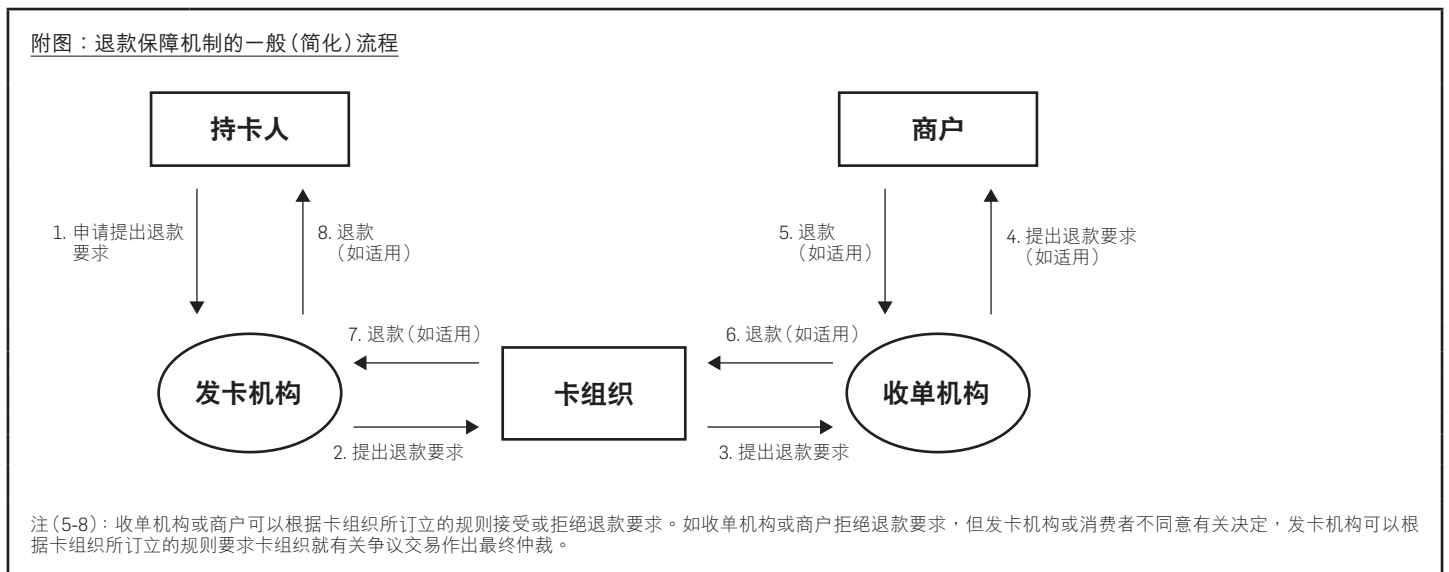 附图：退款保障机制的一般（简化）流程
持卡人
商户
1. 申请提出退款
要求
8. 退款
（如适用）
5. 退款
（如适用）
4. 提出退款要求
（如适用）
7. 退款（如适用）
6. 退款（如适用）
发卡机构
卡组织
收单机构
2. 提出退款要求
3. 提出退款要求
注（5-8）：收单机构或商户可以根据卡组织所订立的规则接受或拒绝退款要求。如收单机构或商户拒绝退款要求，但发卡机构或消费者不同意有关决定，发卡机构可以根
据卡组织所订立的规则要求卡组织就有关争议交易作出最终仲裁。